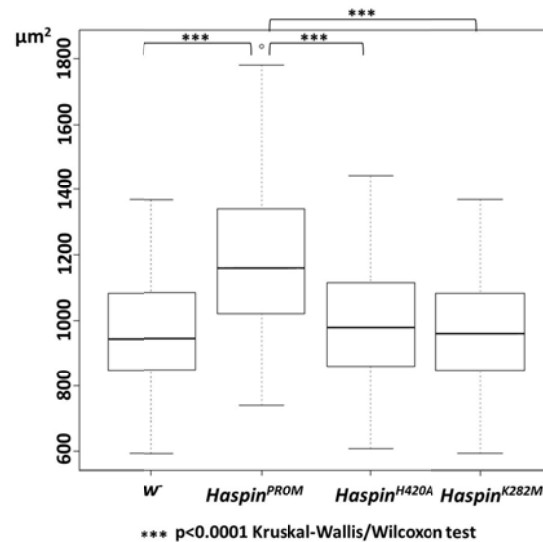 ***
μm²
***
***
1800
1600
1400
1200
1000
800
600
w⁻
Haspin^PROM
Haspin^H420A
Haspin^K282M
*** p<0.0001 Kruskal-Wallis/Wilcoxon test